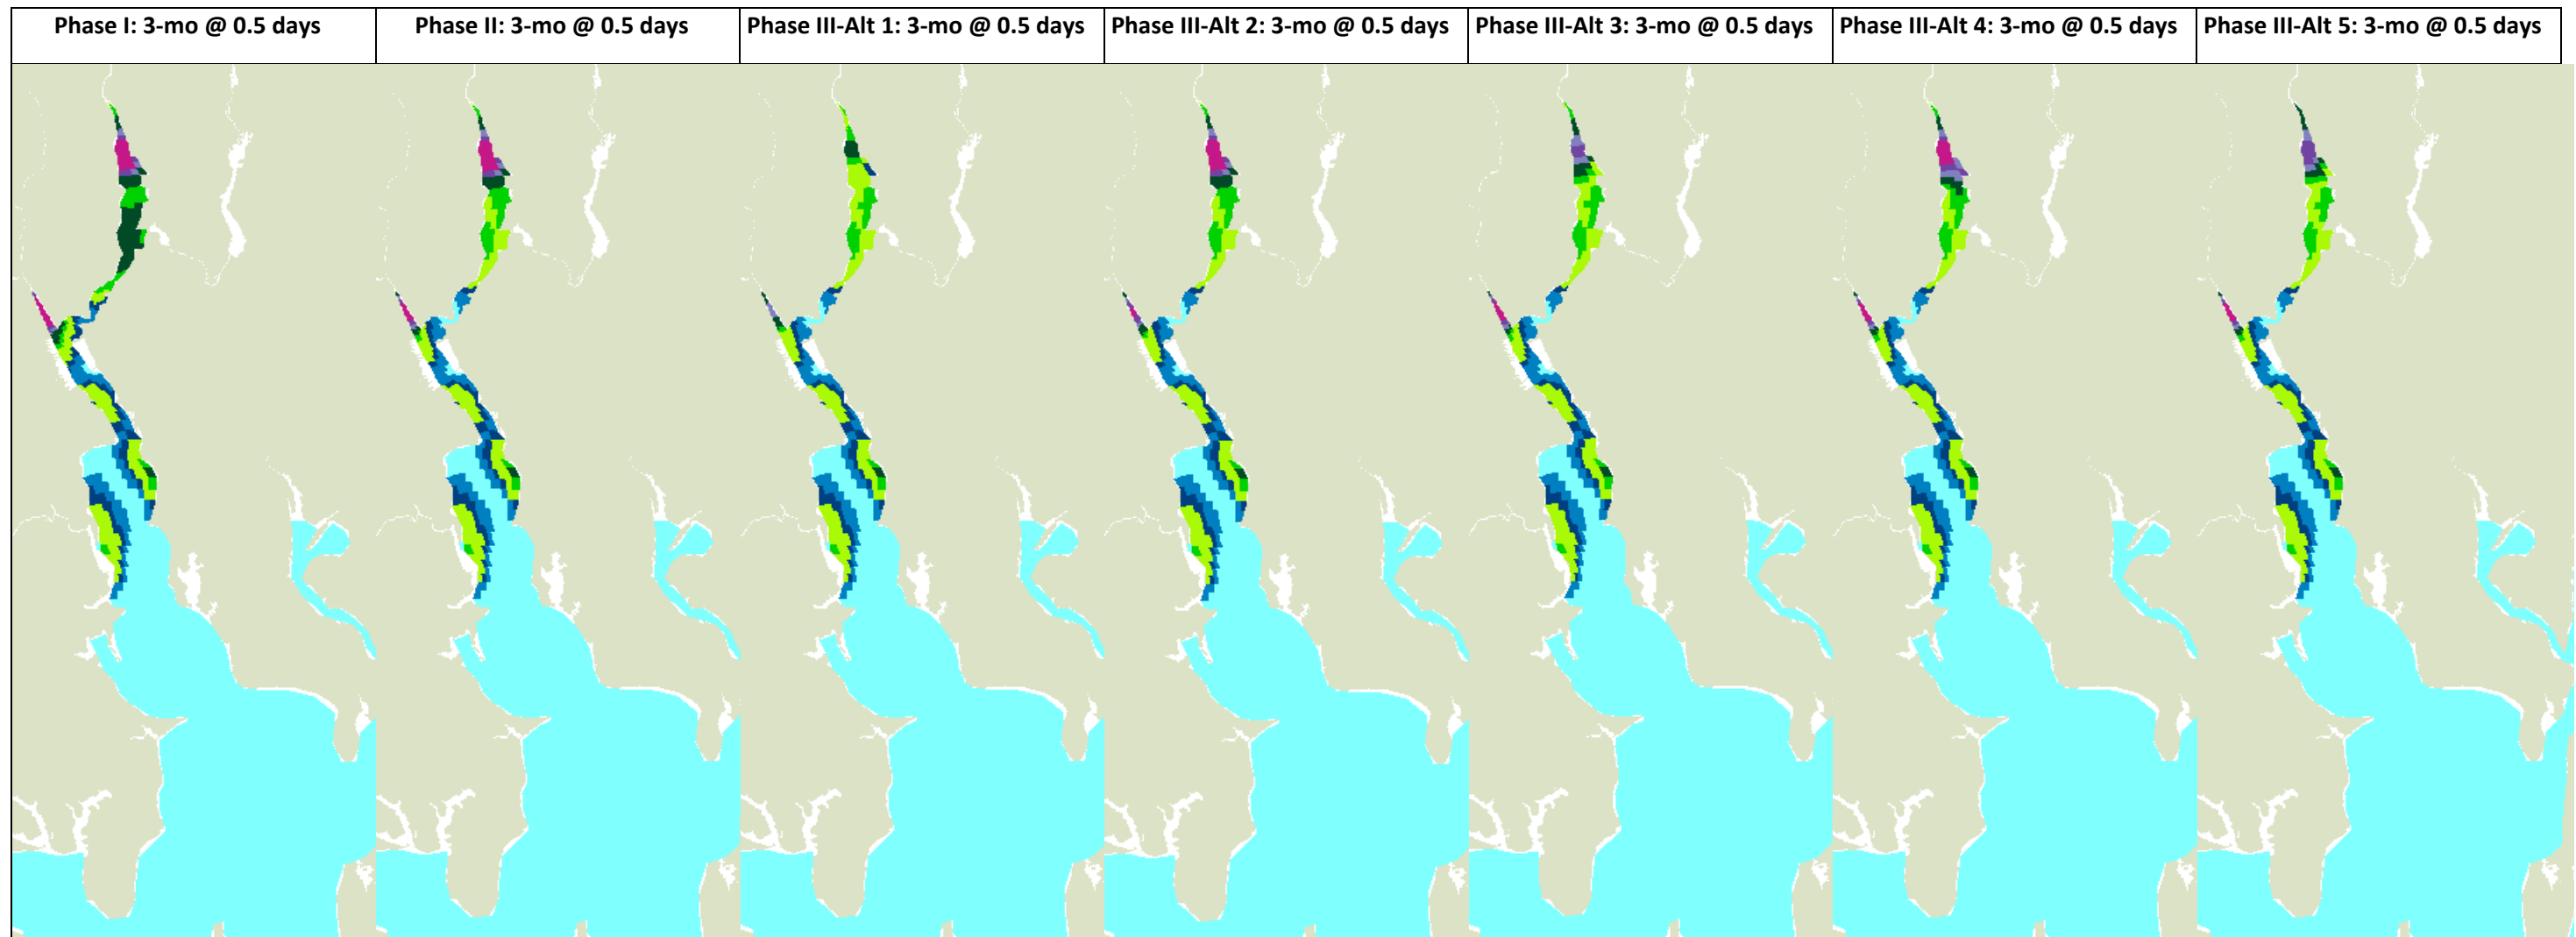 Phase I: 3-mo @ 0.5 days
Phase II: 3-mo @ 0.5 days
Phase III-Alt 1: 3-mo @ 0.5 days
Phase III-Alt 2: 3-mo @ 0.5 days
Phase III-Alt 3: 3-mo @ 0.5 days
Phase III-Alt 4: 3-mo @ 0.5 days
Phase III-Alt 5: 3-mo @ 0.5 days